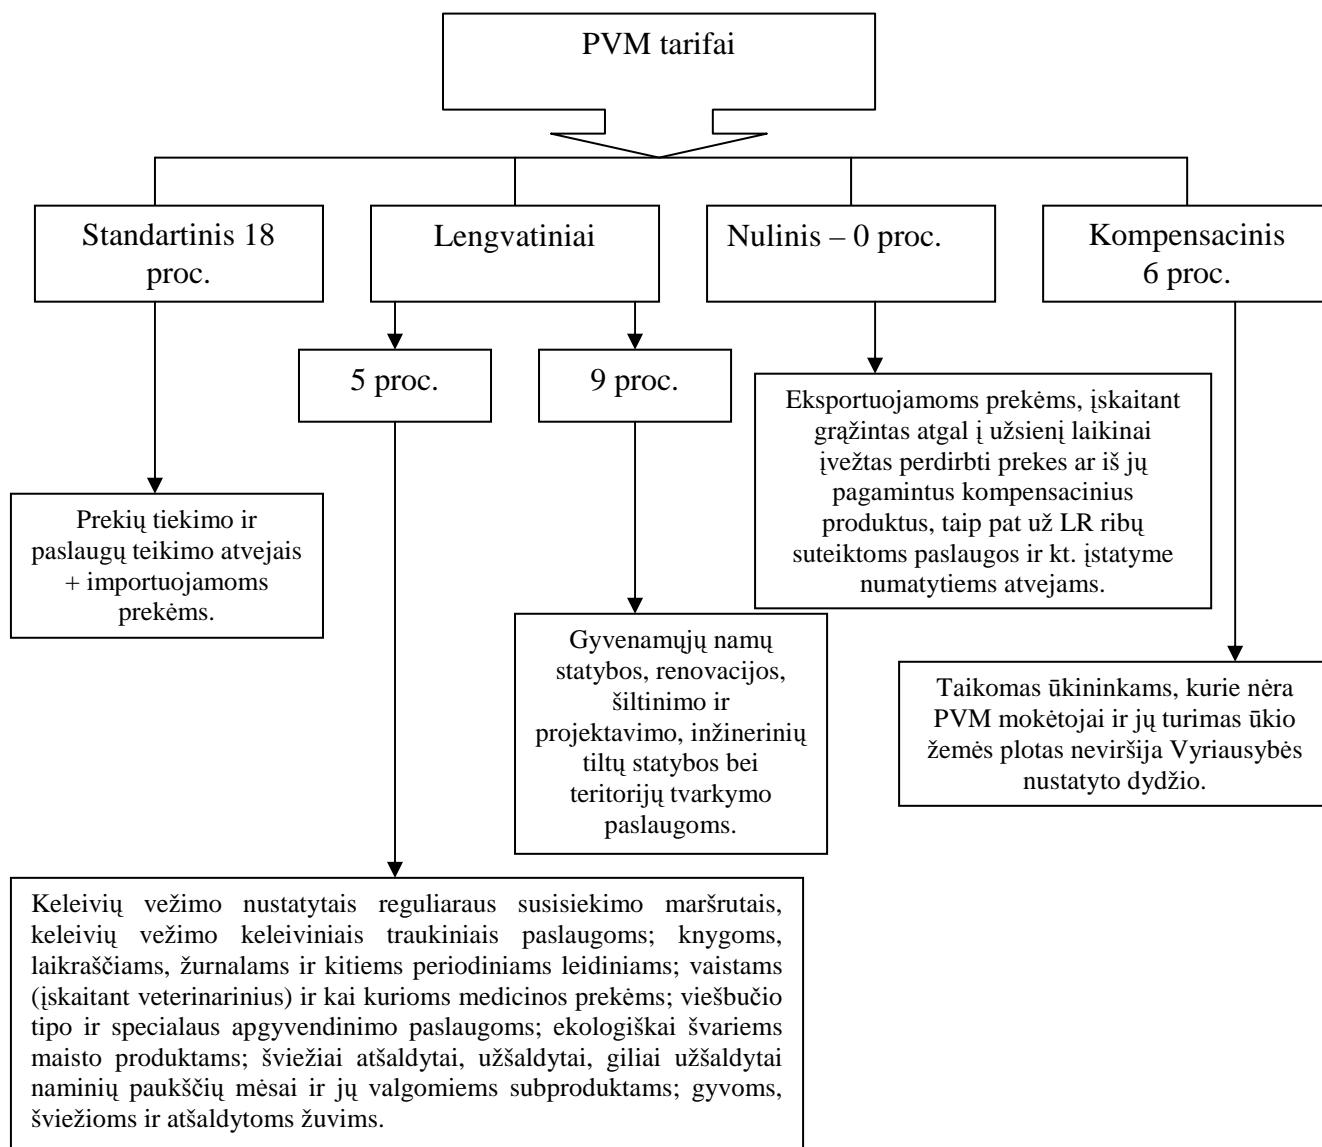 PVM tarifai
Standartinis 18
proc.
Lengvatiniai
Nulinis – 0 proc.
Kompensacinis
6 proc.
5 proc.
9 proc.
Eksportuojamoms prekėms, įskaitant
grąžintas atgal į užsienį laikinai
įvežtas perdirbti prekes ar iš jų
pagamintus kompensacinius
produktus, taip pat už LR ribų
suteiktoms paslaugos ir kt. įstatyme
numatytiems atvejams.
Prekių tiekimo ir
paslaugų teikimo atvejais
+ importuojamoms
prekėms.
Gyvenamųjų namų
statybos, renovacijos,
šiltinimo ir
projektavimo, inžinerinių
tiltų statybos bei
teritorijų tvarkymo
paslaugoms.
Taikomas ūkininkams, kurie nėra
PVM mokėtojai ir jų turimas ūkio
žemės plotas neviršija Vyriausybės
nustatyto dydžio.
Keleivių vežimo nustatytais reguliaraus susisiekimo maršrutais,
keleivių vežimo keleiviniais traukiniais paslaugoms; knygoms,
laikraščiams, žurnalams ir kitiems periodiniams leidiniams; vaistams
(įskaitant veterinarinius) ir kai kurioms medicinos prekėms; viešbučio
tipo ir specialaus apgyvendinimo paslaugoms; ekologiškai švariems
maisto produktams; šviežiai atšaldytai, užšaldytai, giliai užšaldytai
naminių paukščių mėsai ir jų valgomiems subproduktams; gyvoms,
šviežioms ir atšaldytoms žuvims.